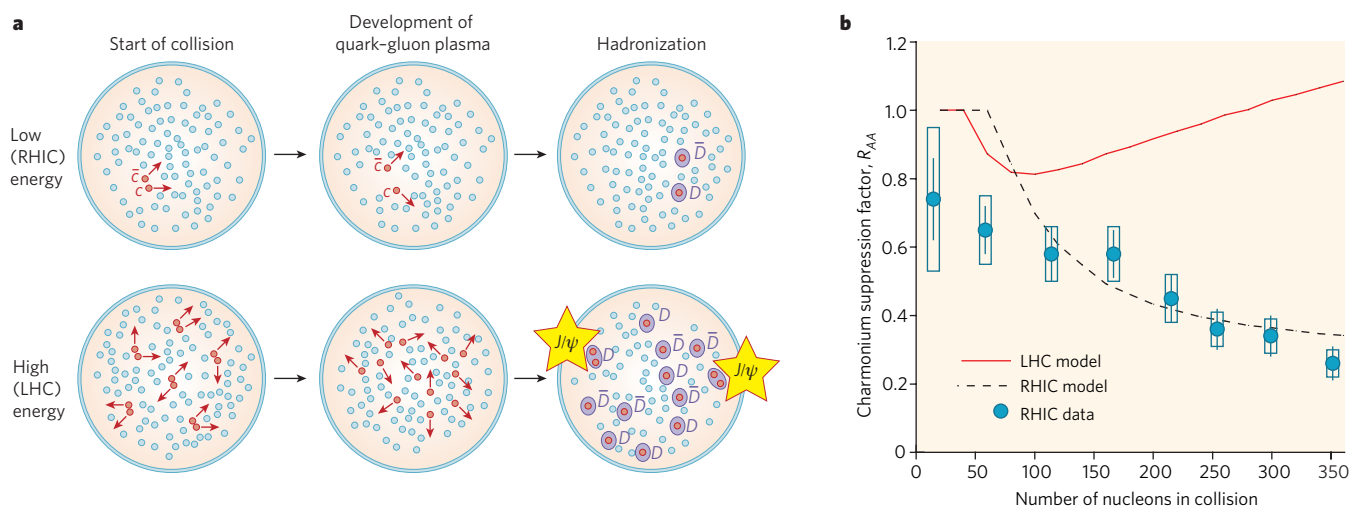 a
Start of collision
Development of
quark–gluon plasma
Hadronization
Low
(RHIC)
energy
c̄
c
c̄
c
D̄
D
High
(LHC)
energy
J/ψ
D
D̄
D̄
D
J/ψ
D̄
D̄
D̄
D
D
D
D
b
Charmonium suppression factor, R_AA
1.2
1.0
0.8
0.6
0.4
0.2
0
LHC model
RHIC model
RHIC data
0 50 100 150 200 250 300 350
Number of nucleons in collision